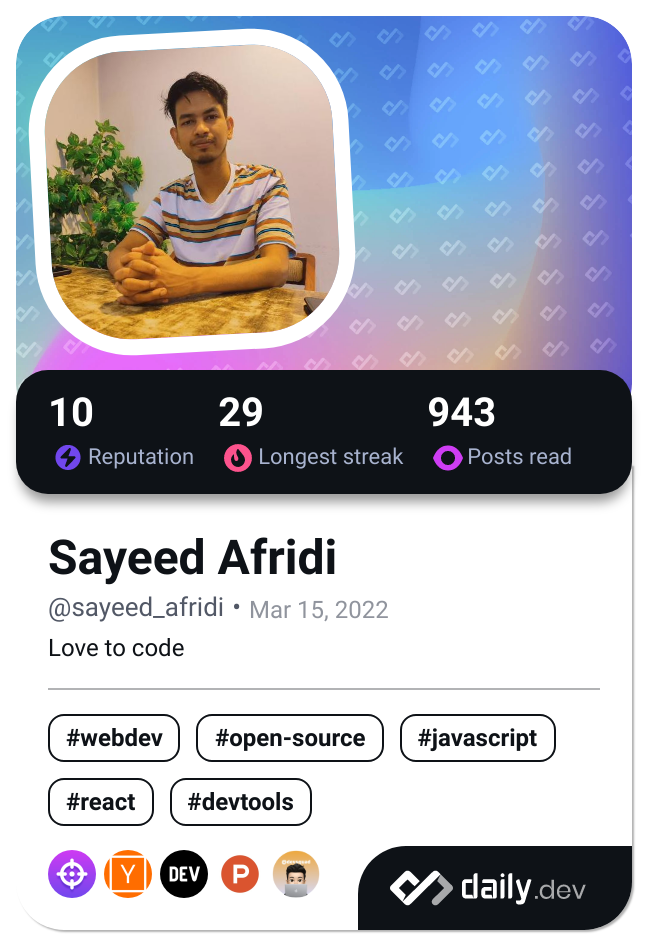 10 29 943
Reputation Longest streak Posts read
Sayeed Afridi
@sayeed_afridi • Mar 15, 2022
Love to code
#webdev #open-source #javascript
#react #devtools
Y DEV P
daily.dev